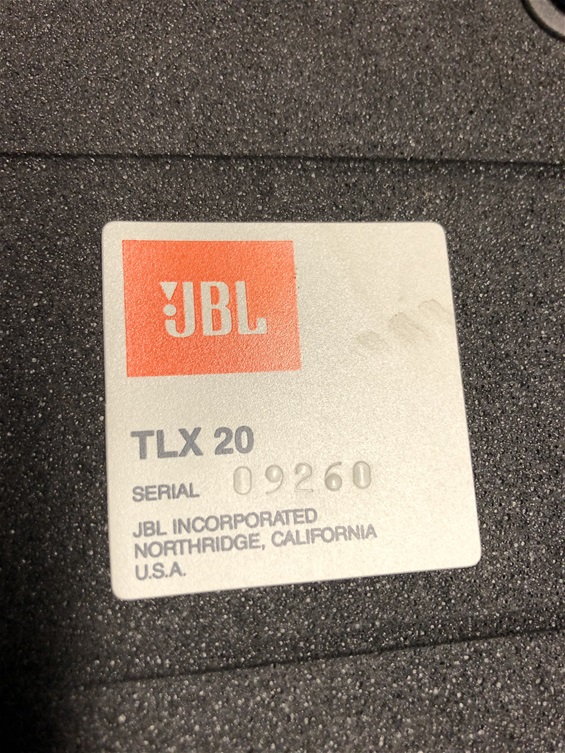 JBL
TLX 20
SERIAL 09260
JBL INCORPORATED
NORTHRIDGE, CALIFORNIA
U.S.A.